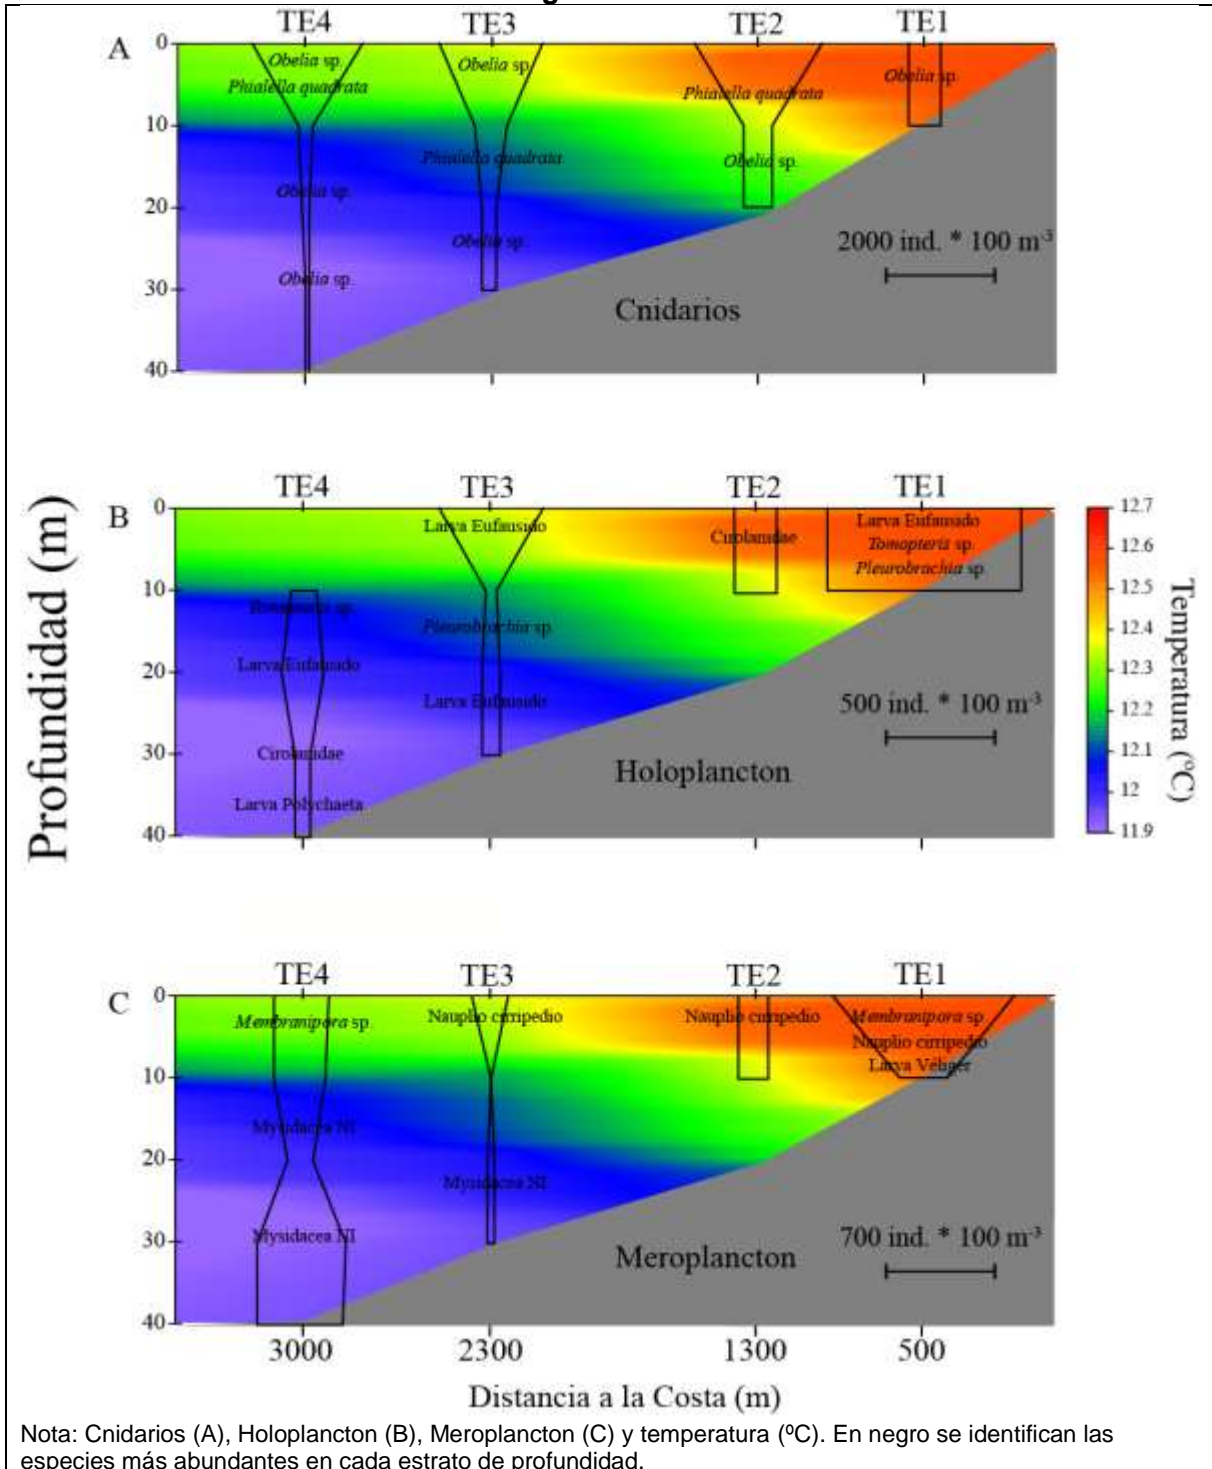 TE4 TE3 TE2 TE1
A
0
10
20
30
40
Obelia sp.
Phialella quadrata
Obelia sp.
Obelia sp.
Obelia sp.
Phialella quadrata
Obelia sp.
Phialella quadrata
Obelia sp.
Obelia sp.
2000 ind. * 100 m-3
Cnidarios
Profundidad (m)
TE4 TE3 TE2 TE1
B
0
10
20
30
40
Tomopteris sp.
Larva Eufausido
Cirolanidae
Larva Polychaeta
Larva Eufausido
Pleurobrachia sp.
Larva Eufausido
Cirolanidae
Larva Eufausido
Tomopteris sp.
Pleurobrachia sp.
500 ind. * 100 m-3
Holoplancton
12.7
12.6
12.5
12.4
12.3
12.2
12.1
12
11.9
Temperatura (ºC)
TE4 TE3 TE2 TE1
C
0
10
20
30
40
Membranipora sp.
Mysidacea NI
Mysidacea NI
Nauplio cirripedio
Mysidacea NI
Nauplio cirripedio
Membranipora sp
Nauplio cirripedio
Larva Veliger
700 ind. * 100 m-3
Meroplancton
3000 2300 1300 500
Distancia a la Costa (m)
Nota: Cnidarios (A), Holoplancton (B), Meroplancton (C) y temperatura (ºC). En negro se identifican las
especies más abundantes en cada estrato de profundidad.